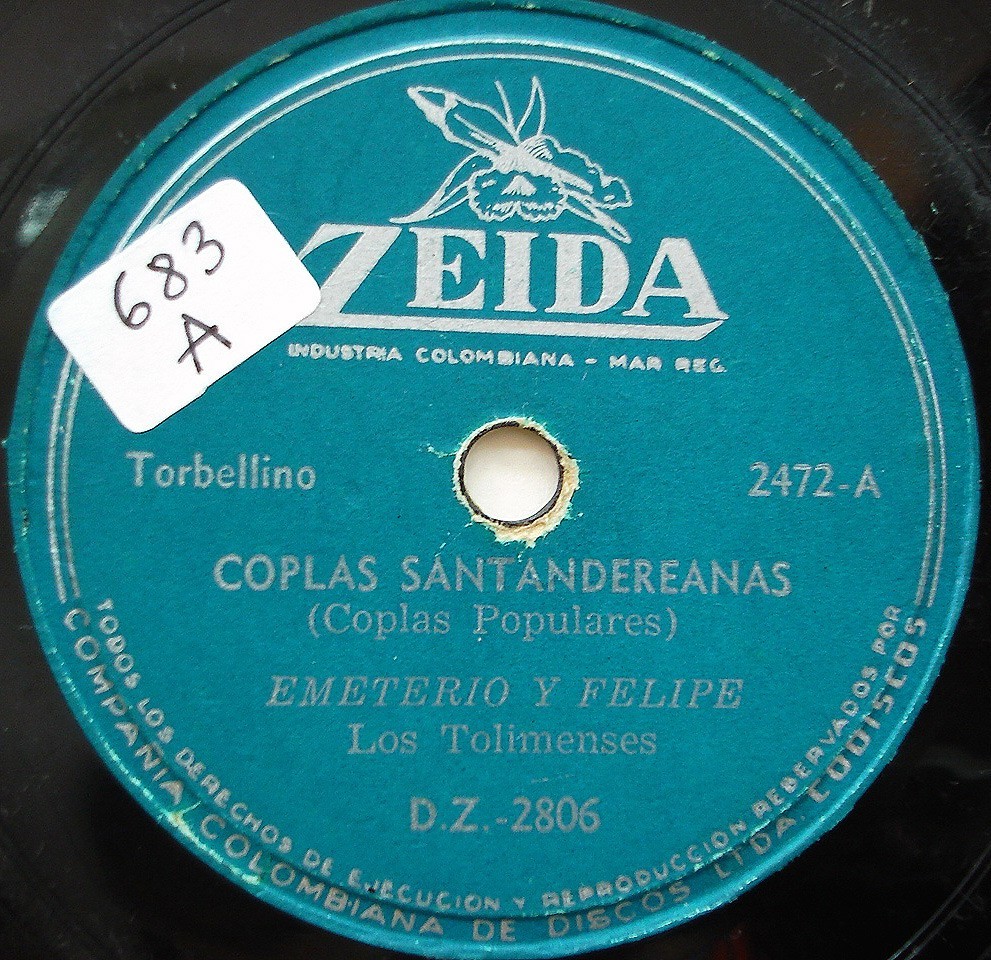 683
A
ZEIDA
INDUSTRIA COLOMBIANA - MAR REG.
Torbellino
2472-A
COPLAS SANTANDEREANAS
(Coplas Populares)
EMETERIO Y FELIPE
Los Tolimenses
D.Z.-2806
TODOS LOS DERECHOS DE EJECUCION Y REPRODUCCION RESERVADOS POR
COMPAÑIA COLOMBIANA DE DISCOS LTDA. CODISCOS